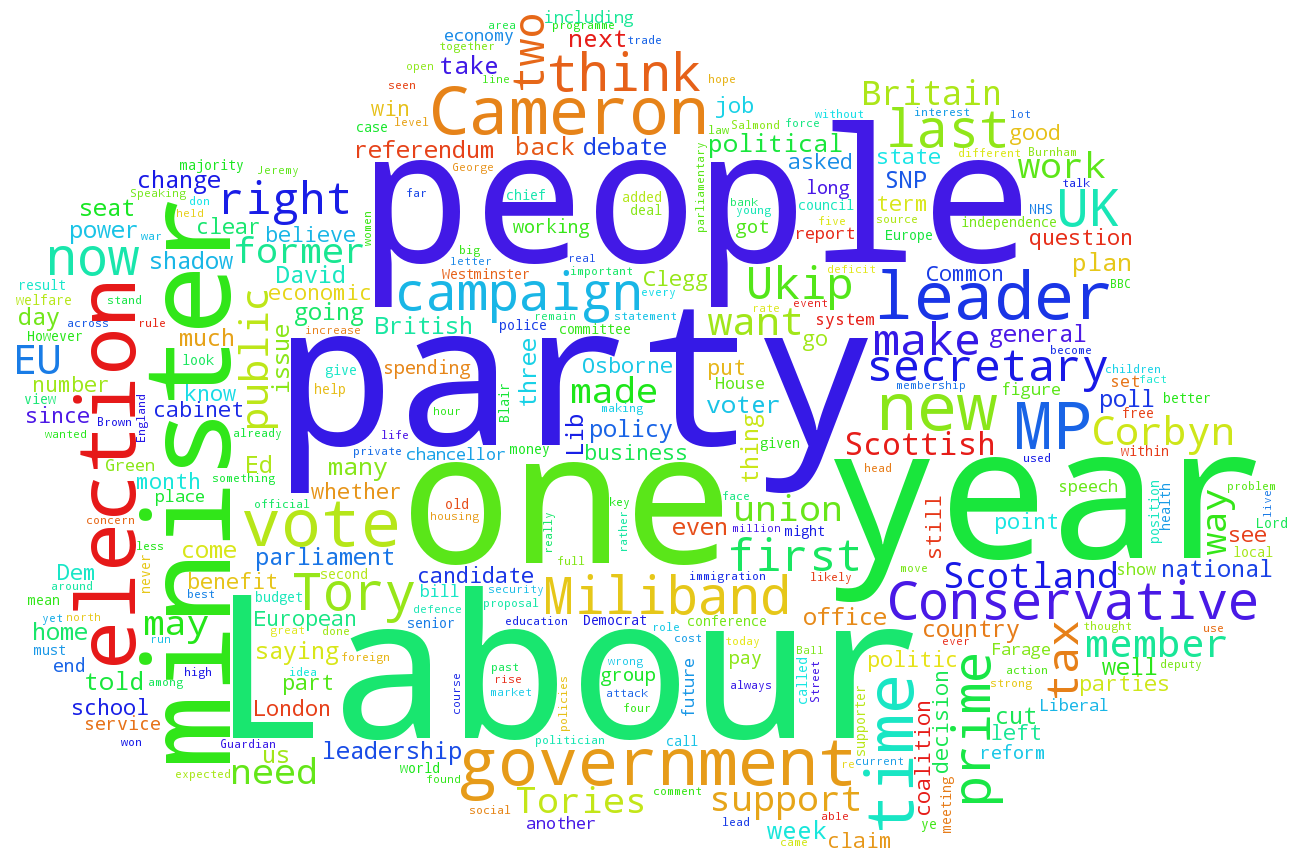 including
area
programme
economy
two
next
trade
together
take
think
open
line
seen
hope
Cameron
win
level
case
job
Britain
without
interest
lot
law
Salmond
force
last
good
referendum
back
debate
political
parliamentary
asked
state
different
Burnham
work
majority
Jeremy
George
people
SNP
talk
change
Speaking
don
held
right
far
chief
added
deal
bank
young
long
council
term
five
source
independence
NHS
UK
seat
clear
women
working
got
report
Europe
question
power
war
believe
former
big
letter
Westminster
real
important
now
shadow
David
Clegg
Ukip
deficit
Common
plan
BBC
result
welfare
stand
economic
campaign
every
statement
rate
event
leader
day
across
rule
public
going
British
police
remain
committee
want
system
make
general
However
election
minister
issue
increase
much
party
go
become
EU
look
spending
three
Osborne
put
House
secretary
children
view
number
know
give
help
made
membership
figure
set
fact
since
wanted
Brown
England
cabinet
hour
Blair
making
voter
new
poll
free
better
already
life
Lib
policy
thing
MP
Corbyn
Green
something
Ed
many
private
chancellor
money
business
given
Scottish
used
within
month
place
whether
one
head
year
speech
problem
official
old
housing
key
face
union
concern
vote
really
rather
even
million
might
still
point
position
health
live
Lord
way
see
local
less
never
come
parliament
full
first
Dem
around
mean
benefit
best
second
candidate
immigration
likely
move
Scotland
show
national
yet
north
budget
Tory
bill
security
proposal
defence
senior
education
Democrat
Miliband
conference
role
cost
office
Conservative
home
must
run
may
European
great
done
Labour
today
country
ever
tax
thought
use
member
end
saying
foreign
idea
wrong
pay
Ball
politic
Farage
action
well
deputy
told
among
high
part
past
rise
market
course
group
attack
four
policies
future
always
called
Street
time
prime
strong
parties
school
service
London
supporter
coalition
decision
cut
left
Liberal
won
Guardian
us
leadership
politician
call
reform
expected
need
world
found
government
re
current
social
Tories
comment
support
meeting
another
lead
week
able
came
claim
ye